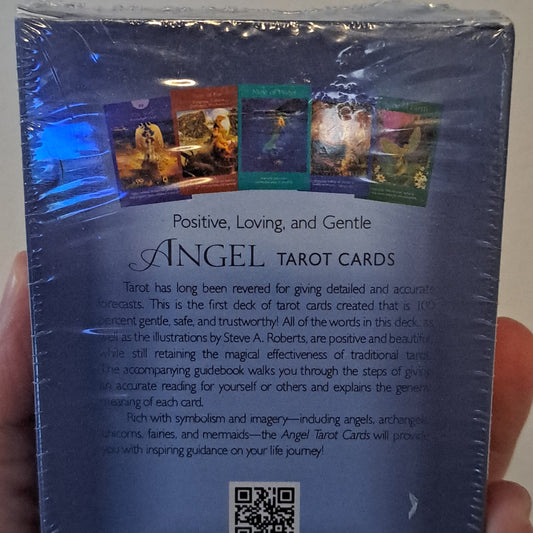 Positive, Loving, and Gentle
ANGEL TAROT CARDS
Tarot has long been revered for giving detailed and accurate
forecasts. This is the first deck of tarot cards created that is 100
percent gentle, safe, and trustworthy! All of the words in this deck, as
well as the illustrations by Steve A. Roberts, are positive and beautiful,
while still retaining the magical effectiveness of traditional tarot.
The accompanying guidebook walks you through the steps of giving
an accurate reading for yourself or others and explains the general
meaning of each card.
Rich with symbolism and imagery—including angels, archangels,
unicorns, fairies, and mermaids—the Angel Tarot Cards will provide
you with inspiring guidance on your life journey!